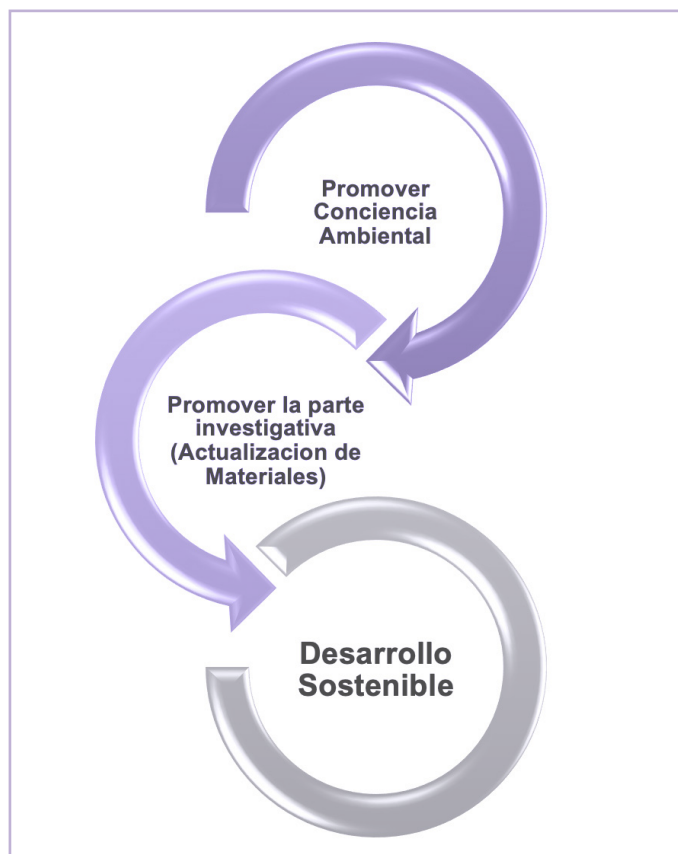 Promover
Conciencia
Ambiental
Promover la parte
investigativa
(Actualizacion de
Materiales)
Desarrollo
Sostenible